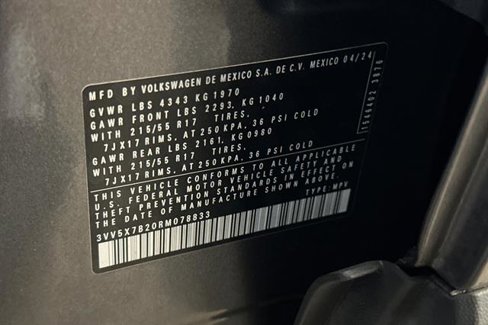 MFD BY VOLKSWAGEN DE MEXICO S.A. DE C.V. MEXICO 04/24
GVWR LBS 4343 KG 1970
GAWR FRONT LBS 2293, KG 1040
WITH 215/55 R17 TIRES,
7JX17 RIMS, AT 250 KPA, 36 PSI COLD
GAWR REAR LBS 2161, KG 0980
WITH 215/55 R17 TIRES,
7JX17 RIMS, AT 250 KPA, 36 PSI COLD
THIS VEHICLE CONFORMS TO ALL APPLICABLE
U.S. FEDERAL MOTOR VEHICLE SAFETY AND
THEFT PREVENTION STANDARDS IN EFFECT ON
THE DATE OF MANUFACTURE SHOWN ABOVE.
TYPE: MPV
3VV5X7B20RM078833